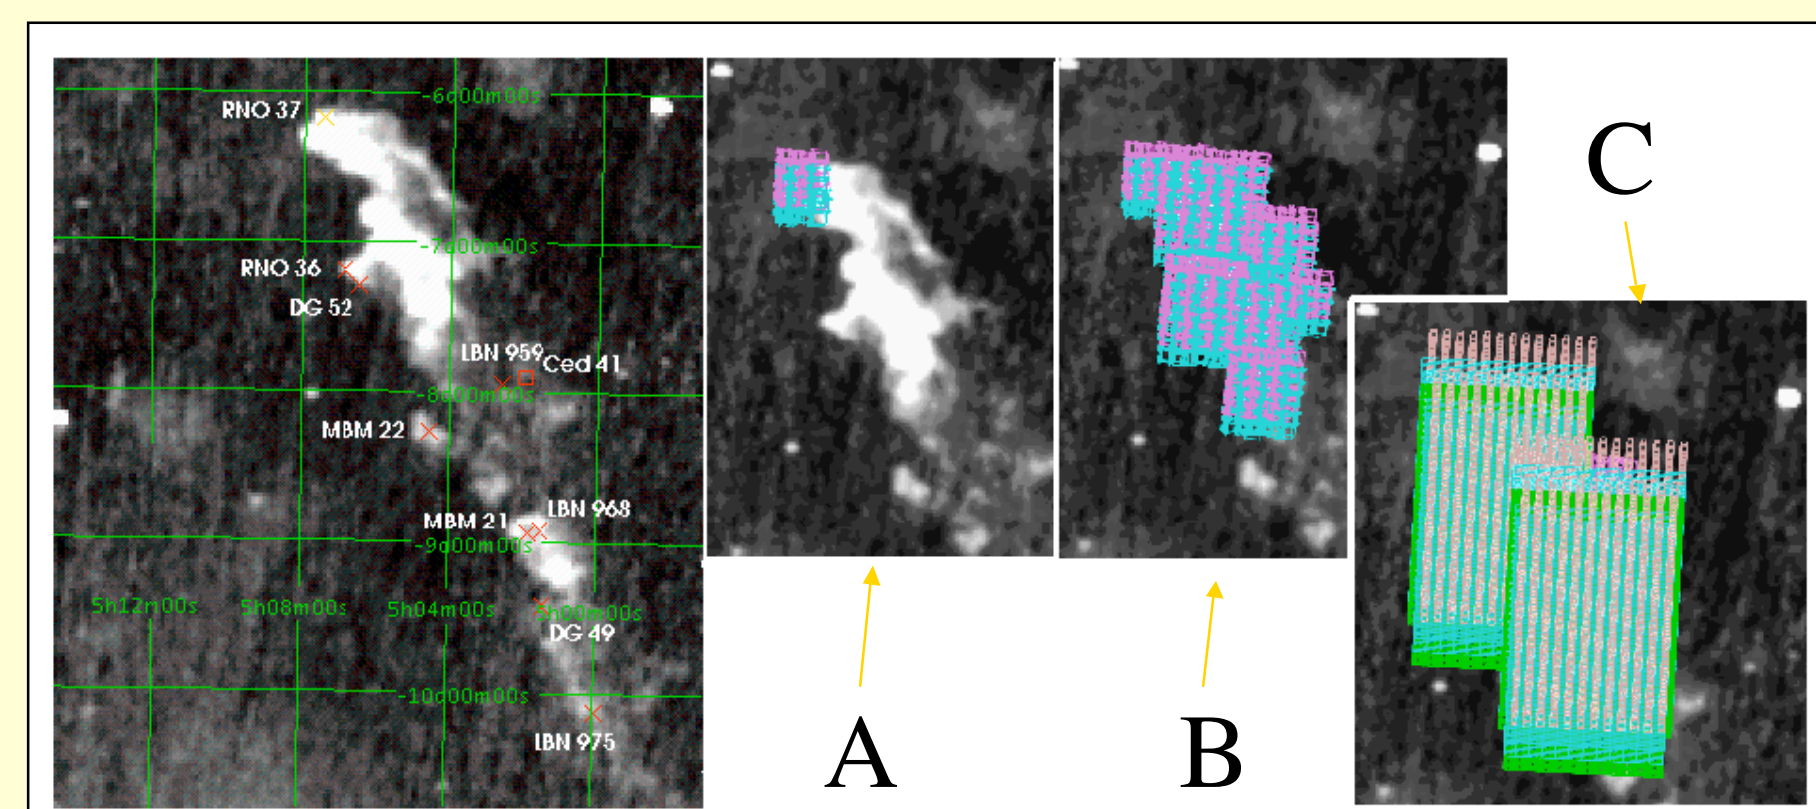 RNO 37
-6d00m00s
-7d00m00s
RNO 36
DG 52
LBN 959
Ced 41
-8d00m00s
MBM 22
LBN 968
MBM 21
-9d00m00s
5h12m00s
5h08m00s
5h04m00s
5h00m00s
DG 49
-10d00m00s
LBN 975
A
B
C